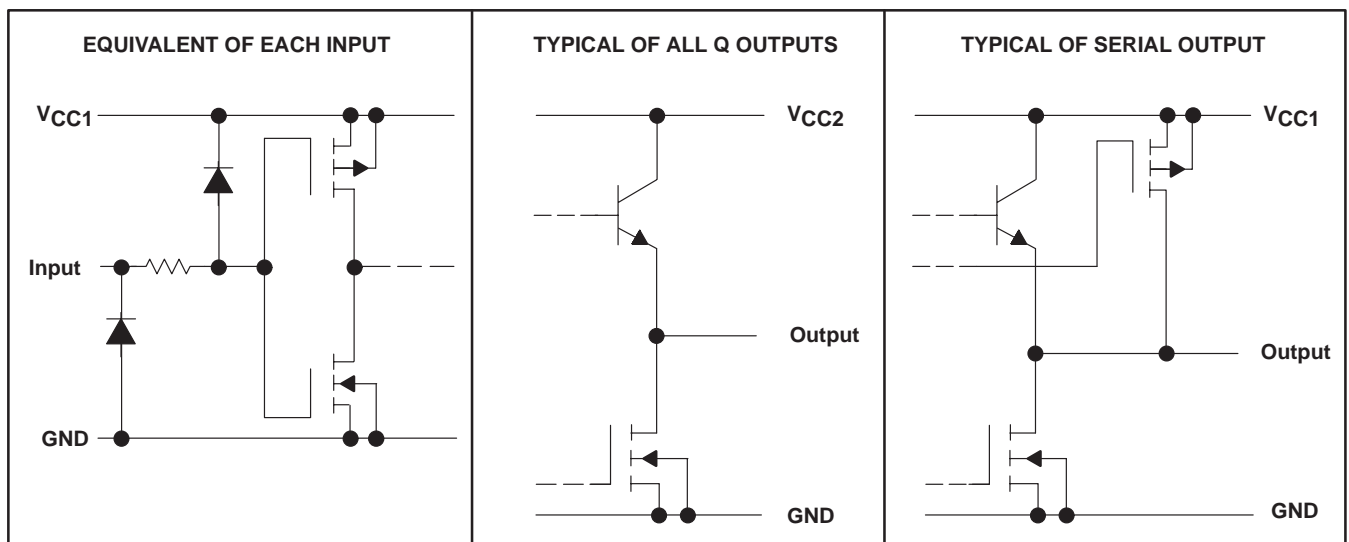 EQUIVALENT OF EACH INPUT
VCC1
Input
GND
TYPICAL OF ALL Q OUTPUTS
VCC2
Output
GND
TYPICAL OF SERIAL OUTPUT
VCC1
Output
GND